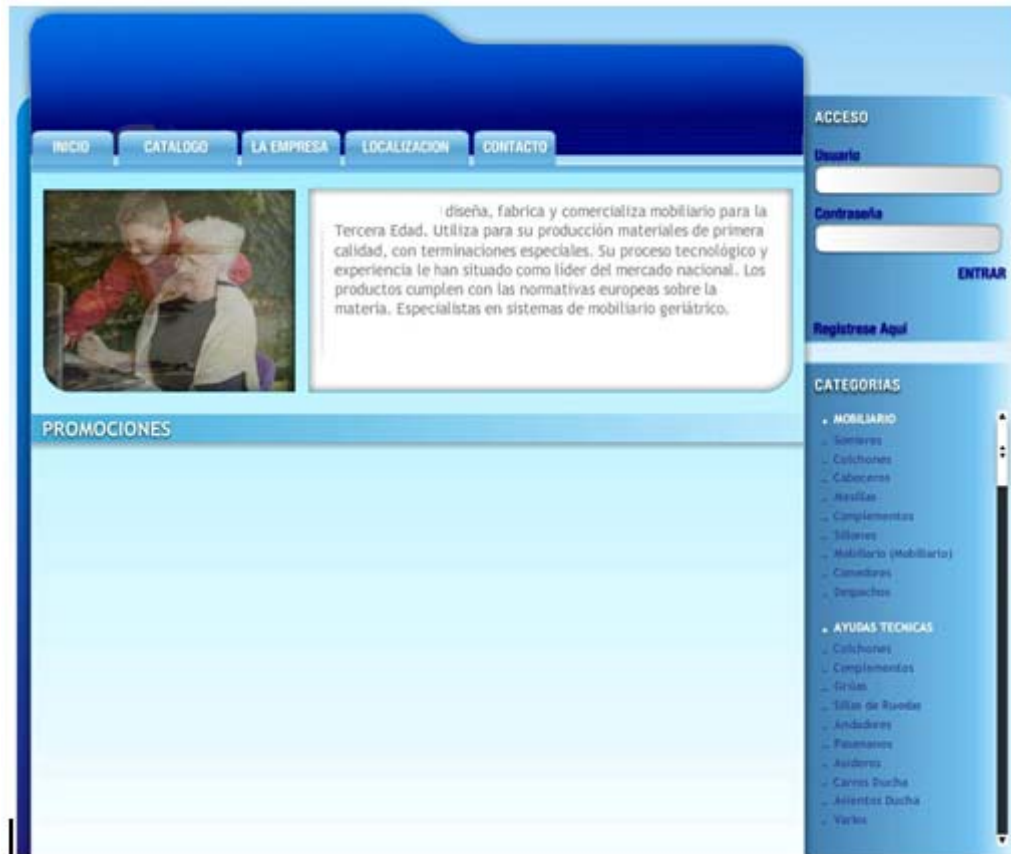 INICIO
CATALOGO
LA EMPRESA
LOCALIZACION
CONTACTO
diseña, fabrica y comercializa mobiliario para la
Tercera Edad. Utiliza para su producción materiales de primera
calidad, con terminaciones especiales. Su proceso tecnológico y
experiencia le han situado como líder del mercado nacional. Los
productos cumplen con las normativas europeas sobre la
materia. Especialistas en sistemas de mobiliario geriátrico.
PROMOCIONES
ACCESO
Usuario
Contraseña
ENTRAR
Registrese Aquí
CATEGORIAS
MOBILIARIO
Somieres
Colchones
Cabeceros
Mesillas
Complementos
Sillones
Mobiliario (Mobiliario)
Comedores
Despachos
AYUDAS TECNICAS
Colchones
Complementos
Grúas
Sillas de Ruedas
Andadores
Pasamanos
Asideros
Carros Ducha
Asientos Ducha
Varios